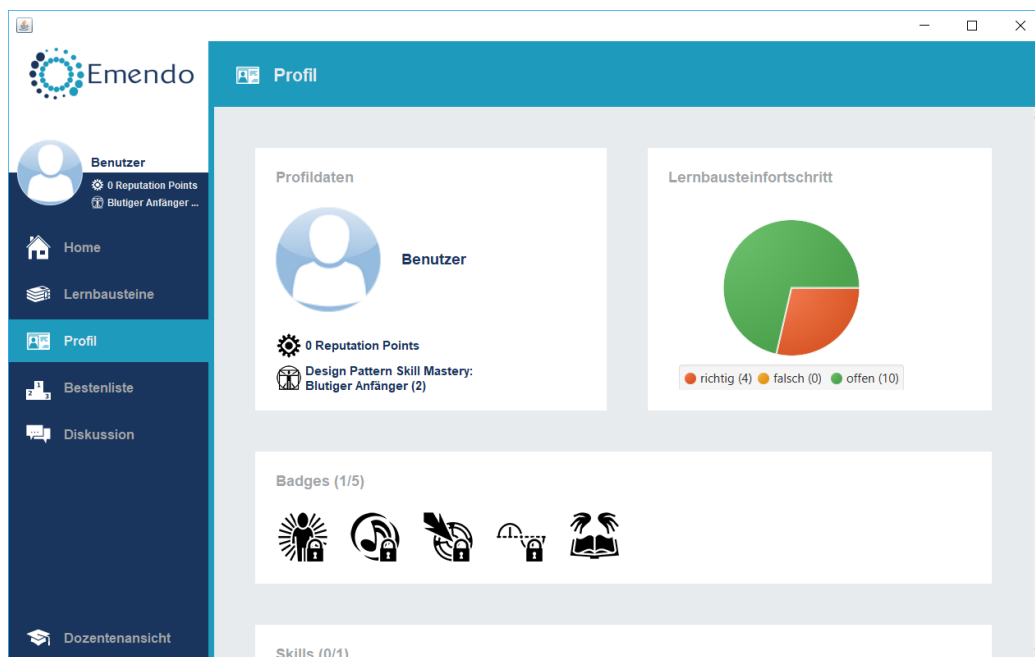 Emendo
Profil
Benutzer
0 Reputation Points
Blutiger Anfänger ...
Home
Lernbausteine
Profil
Bestenliste
Diskussion
Dozentenansicht
Profildaten
Benutzer
0 Reputation Points
Design Pattern Skill Mastery:
Blutiger Anfänger (2)
Lernbausteinfortschritt
richtig (4) falsch (0) offen (10)
Badges (1/5)
Skills (0/1)